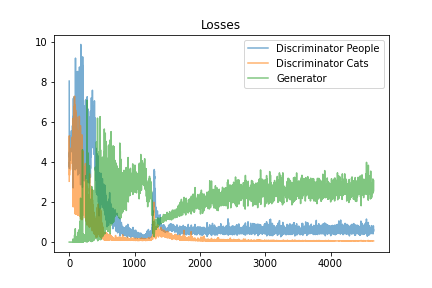 Losses
Discriminator People
Discriminator Cats
Generator
10
8
6
4
2
0
0 1000 2000 3000 4000